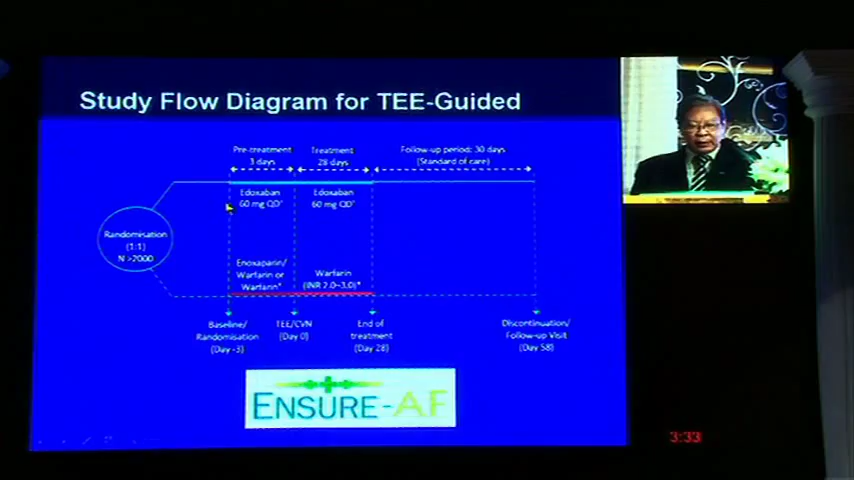 Study Flow Diagram for TEE-Guided
Pre-treatment
3 days
Treatment
28 days
Follow-up period: 30 days
(Standard of care)
Edoxaban
60 mg QD*
Edoxaban
60 mg QD*
Randomisation
(1:1)
N >2000
Enoxaparin/
Warfarin or
Warfarin*
Warfarin
(INR 2.0–3.0)*
Baseline/
Randomisation
(Day -3)
TEE/CVN
(Day 0)
End of
treatment
(Day 28)
Discontinuation/
Follow-up Visit
(Day 58)
ENSURE-AF
3:33